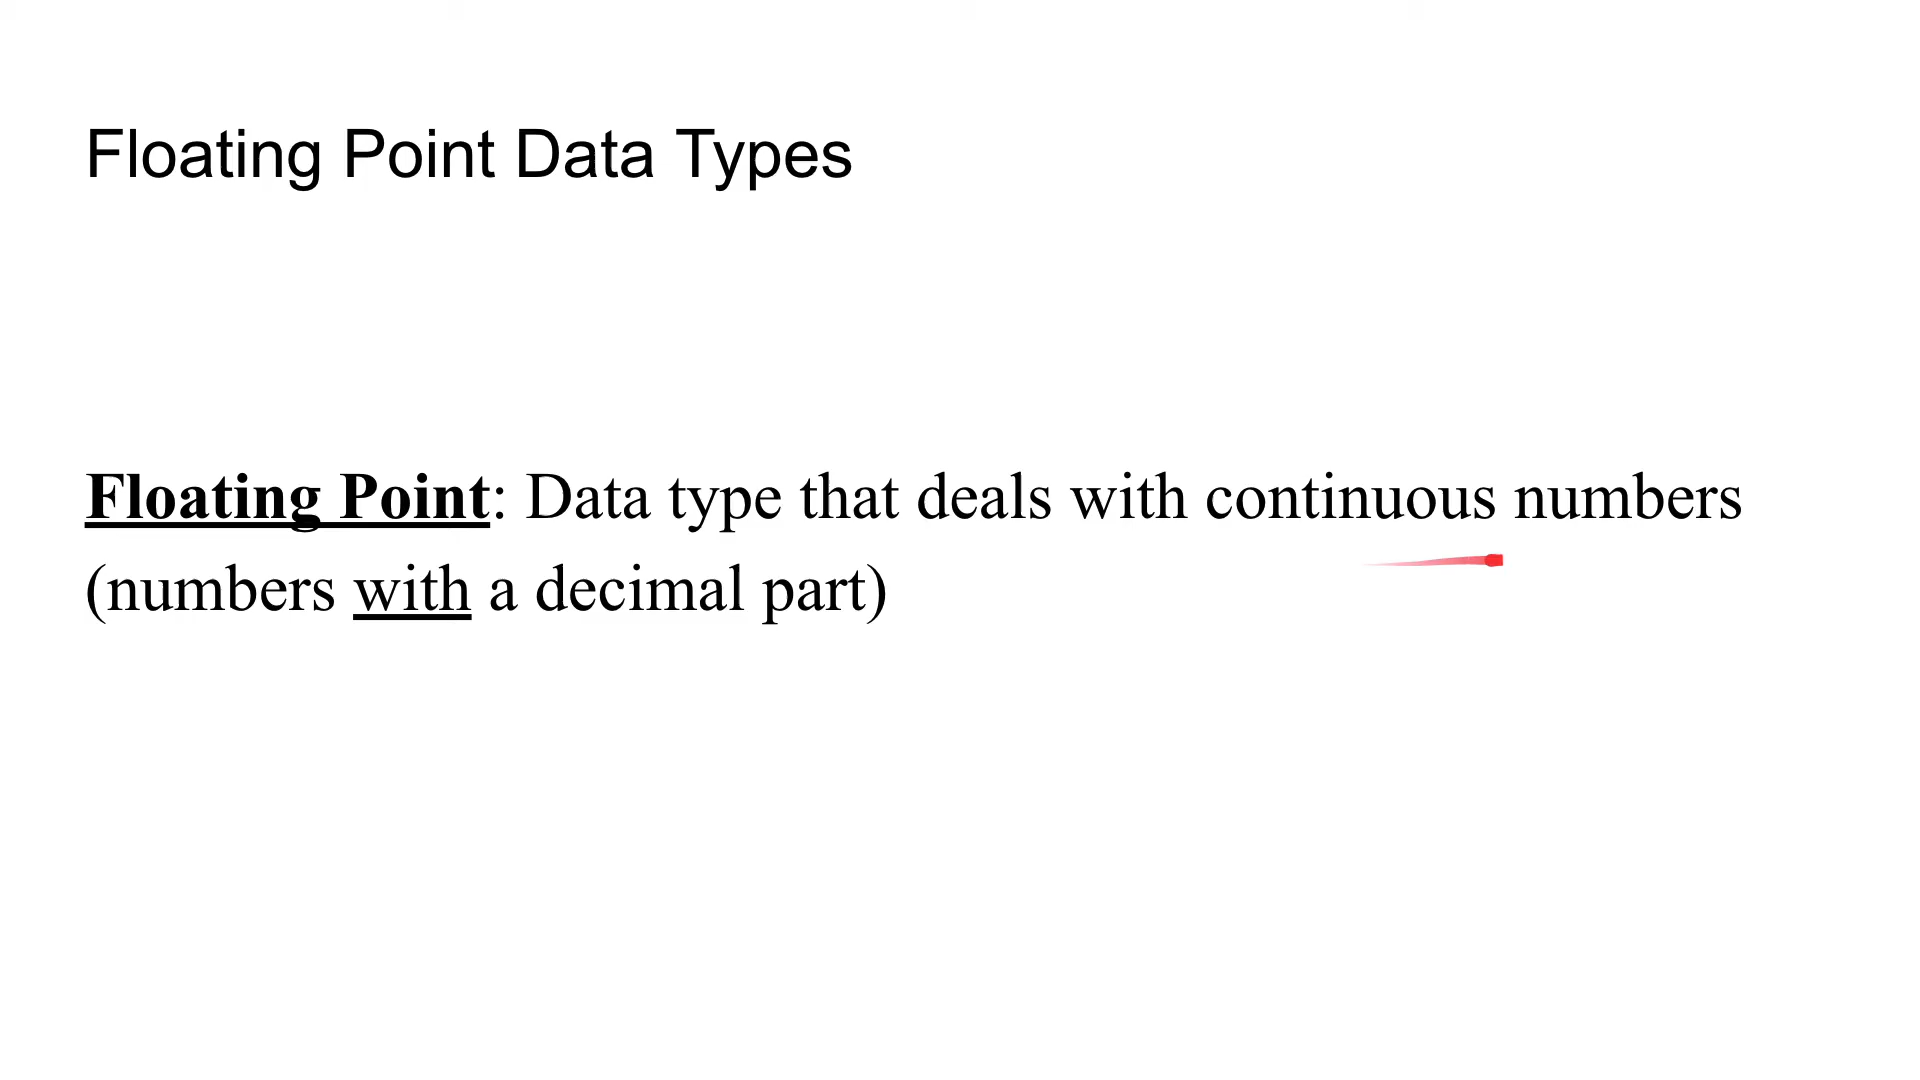 Floating Point Data Types
Floating Point: Data type that deals with continuous numbers
(numbers with a decimal part)